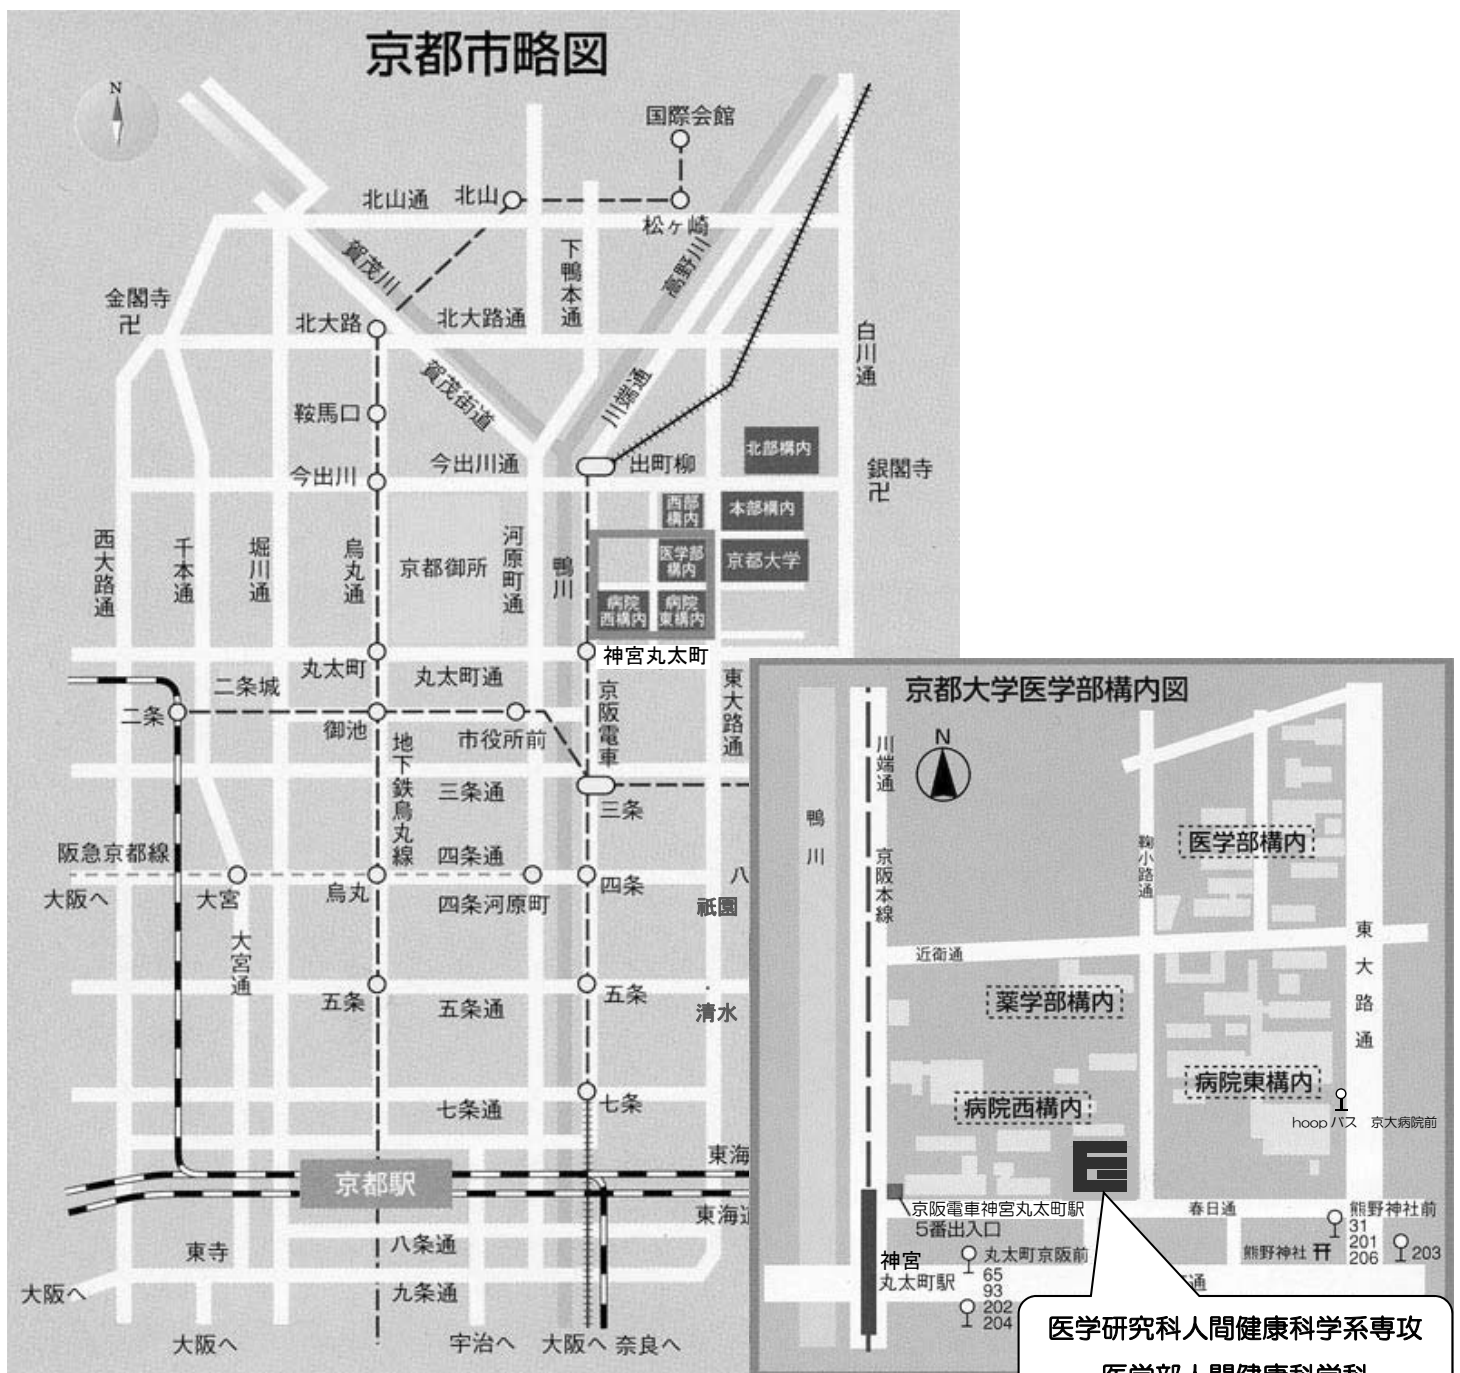 京都市略図
N
国際会館
北山通
北山
松ヶ崎
賀茂川
下鴨本通
高野川
金閣寺
卍
北大路
北大路通
白川通
賀茂街道
川端通
鞍馬口
北部構内
今出川
今出川通
出町柳
銀閣寺
卍
西部
構内
本部構内
西大路通
千本通
堀川通
烏丸通
京都御所
河原町通
鴨川
医学部
構内
京都大学
病院
西構内
病院
東構内
丸太町
丸太町通
神宮丸太町
二条城
京阪電車
東大路通
二条
御池
市役所前
地下鉄烏丸線
三条通
三条
阪急京都線
四条通
大阪へ
大宮
烏丸
四条河原町
四条
八
祇園
大宮通
五条
五条通
五条
清水
七条通
七条
東海
京都駅
東海道
東寺
八条通
大阪へ
九条通
大阪へ
宇治へ
大阪へ
奈良へ
京都大学医学部構内図
N
川端通
鴨川
京阪本線
鞠小路通
医学部構内
近衛通
東大路通
薬学部構内
病院東構内
病院西構内
hoopバス 京大病院前
京阪電車神宮丸太町駅
5番出入口
春日通
熊野神社前
31
201
206
203
熊野神社
神宮
丸太町駅
丸太町京阪前
65
93
202
204
通
医学研究科人間健康科学系専攻
医学部人間健康科学科